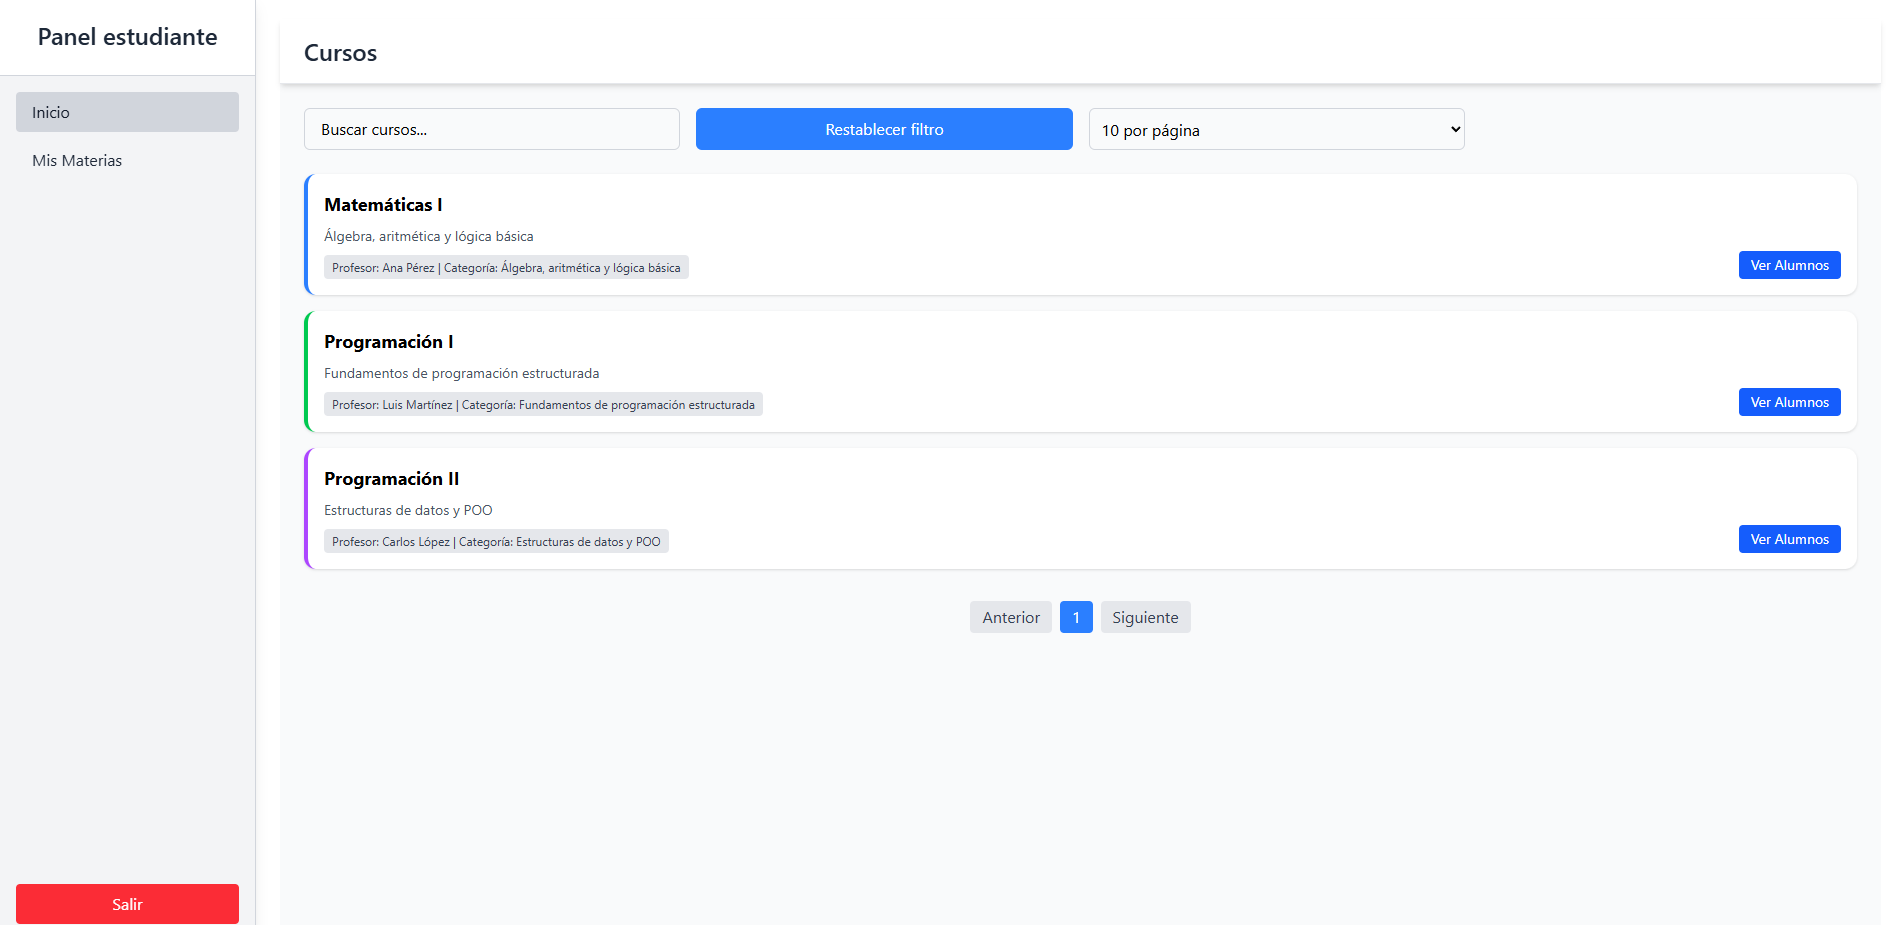 Panel estudiante
Inicio
Mis Materias
Salir
Cursos
Buscar cursos...
Restablecer filtro
10 por página
Matemáticas I
Álgebra, aritmética y lógica básica
Profesor: Ana Pérez | Categoría: Álgebra, aritmética y lógica básica
Ver Alumnos
Programación I
Fundamentos de programación estructurada
Profesor: Luis Martínez | Categoría: Fundamentos de programación estructurada
Ver Alumnos
Programación II
Estructuras de datos y POO
Profesor: Carlos López | Categoría: Estructuras de datos y POO
Ver Alumnos
Anterior 1 Siguiente